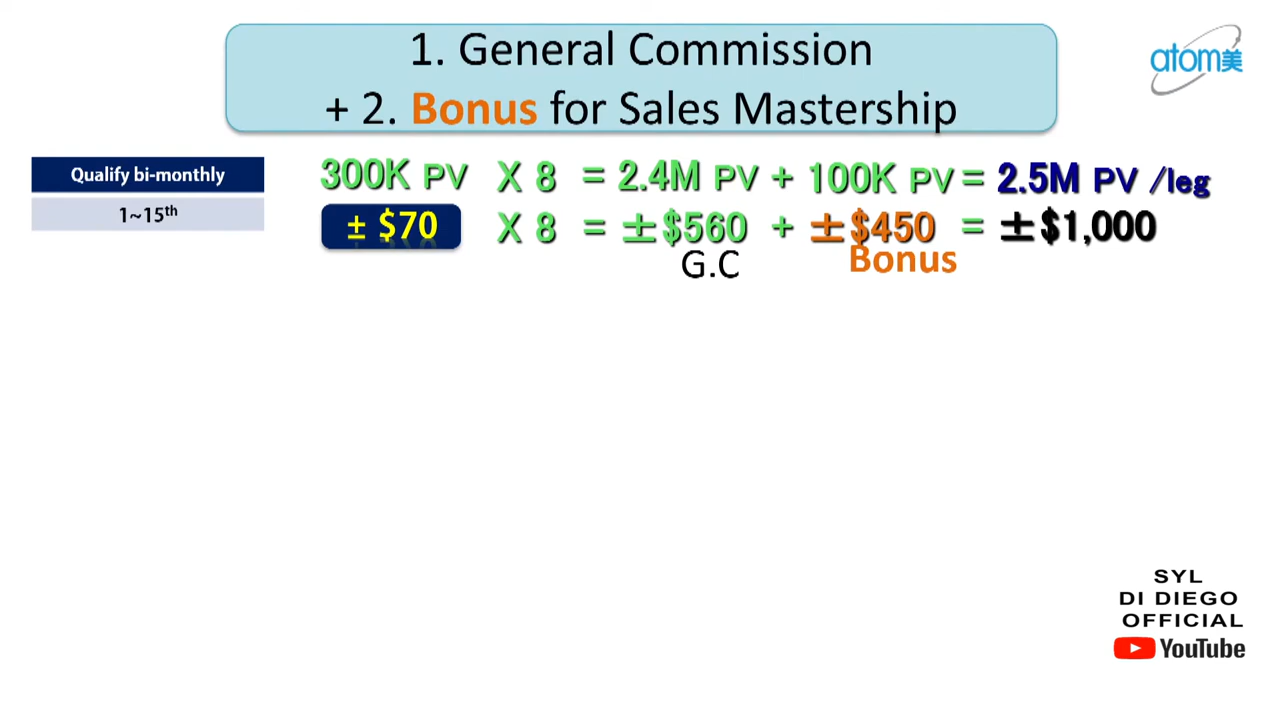 1. General Commission
+ 2. Bonus for Sales Mastership
atom美
Qualify bi-monthly
1~15th
300K PV X 8 = 2.4M PV + 100K PV = 2.5M PV /leg
± $70 X 8 = ±$560 + ±$450 = ±$1,000
G.C Bonus
SYL
DI DIEGO
OFFICIAL
YouTube